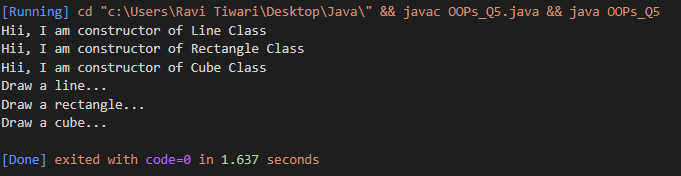 [Running] cd "c:\Users\Ravi Tiwari\Desktop\Java\" && javac OOPs_Q5.java && java OOPs_Q5
Hii, I am constructor of Line Class
Hii, I am constructor of Rectangle Class
Hii, I am constructor of Cube Class
Draw a line...
Draw a rectangle...
Draw a cube...
[Done] exited with code=0 in 1.637 seconds